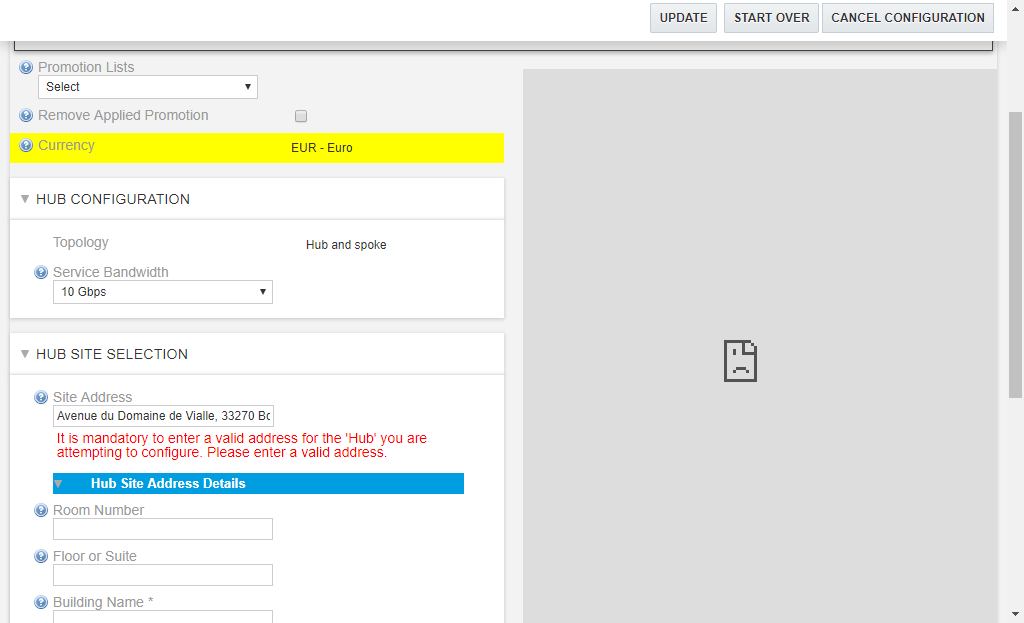 UPDATE START OVER CANCEL CONFIGURATION
Promotion Lists
Select
Remove Applied Promotion
Currency EUR - Euro
HUB CONFIGURATION
Topology Hub and spoke
Service Bandwidth
10 Gbps
HUB SITE SELECTION
Site Address
Avenue du Domaine de Vialle, 33270
It is mandatory to enter a valid address for the 'Hub' you are
attempting to configure. Please enter a valid address.
Hub Site Address Details
Room Number
Floor or Suite
Building Name *